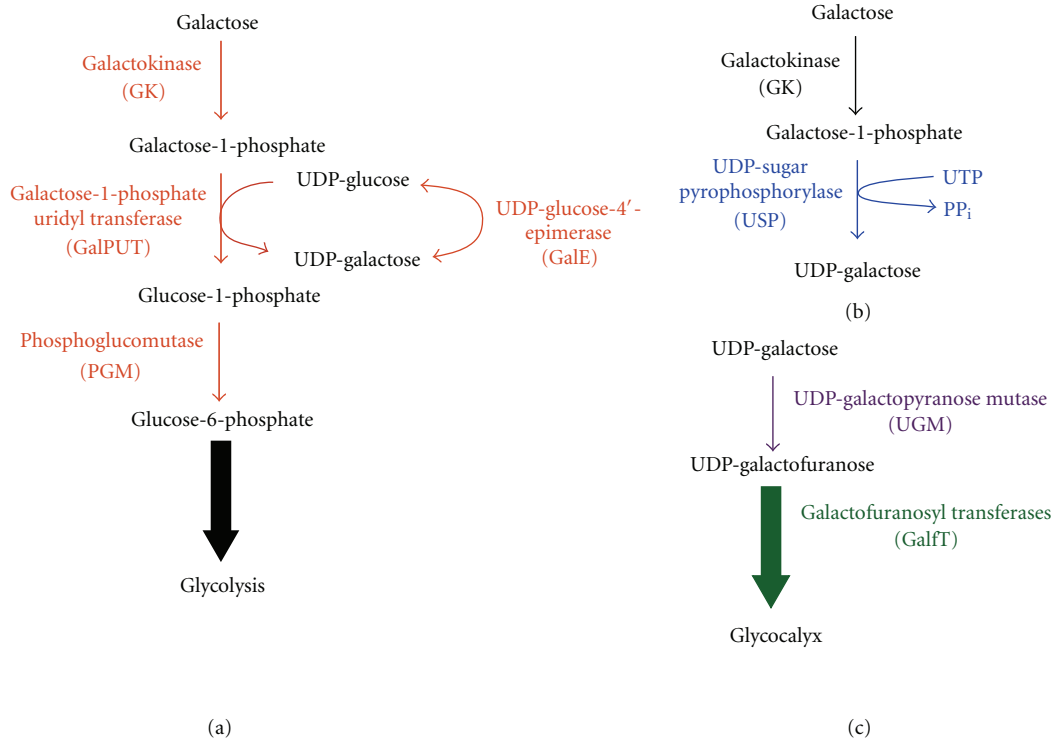 Galactose
Galactokinase
(GK)
Galactose-1-phosphate
Galactose-1-phosphate
uridyl transferase
(GalPUT)
UDP-glucose
UDP-galactose
UDP-glucose-4′-
epimerase
(GalE)
Glucose-1-phosphate
Phosphoglucomutase
(PGM)
Glucose-6-phosphate
Glycolysis
(a)
Galactose
Galactokinase
(GK)
Galactose-1-phosphate
UDP-sugar
pyrophosphorylase
(USP)
UTP
PPi
UDP-galactose
(b)
UDP-galactose
UDP-galactopyranose mutase
(UGM)
UDP-galactofuranose
Galactofuranosyl transferases
(GalfT)
Glycocalyx
(c)